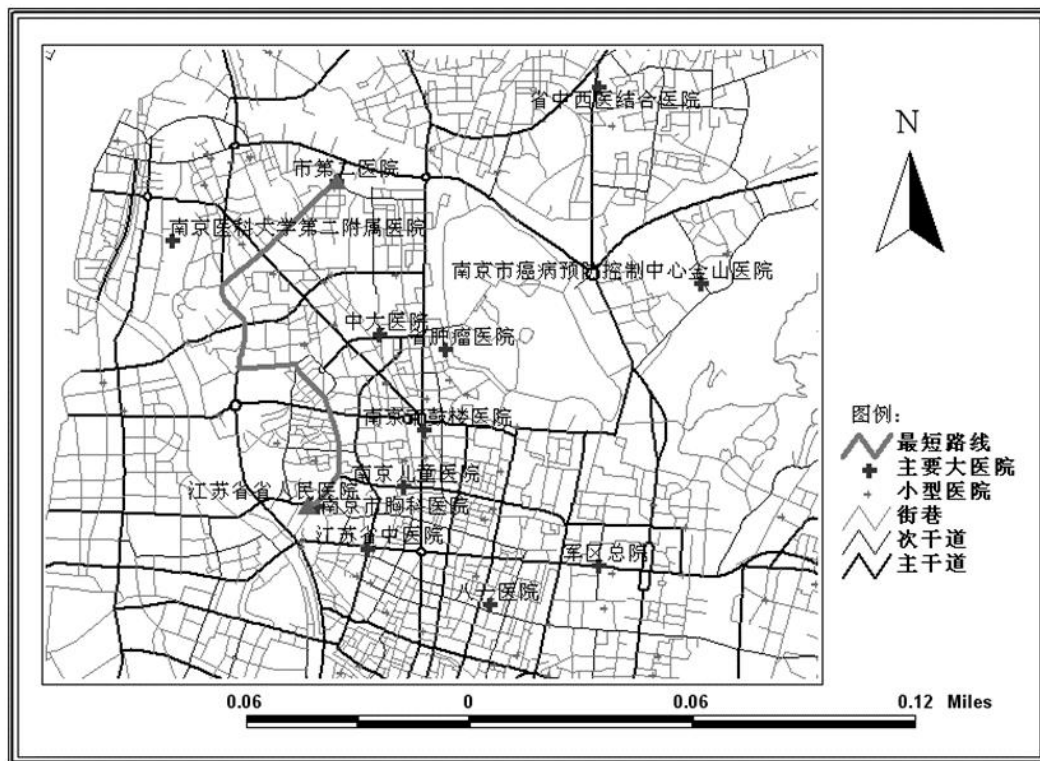 省中西医结合医院
市第二医院
南京医科大学第二附属医院
南京市癌病预防控制中心金山医院
中大医院
省肿瘤医院
南京市鼓楼医院
南京儿童医院
江苏省省人民医院
南京市胸科医院
江苏省中医院
军区总院
八一医院
N
图例:
最短路线
主要大医院
小型医院
街巷
次干道
主干道
0.06 0 0.06 0.12 Miles